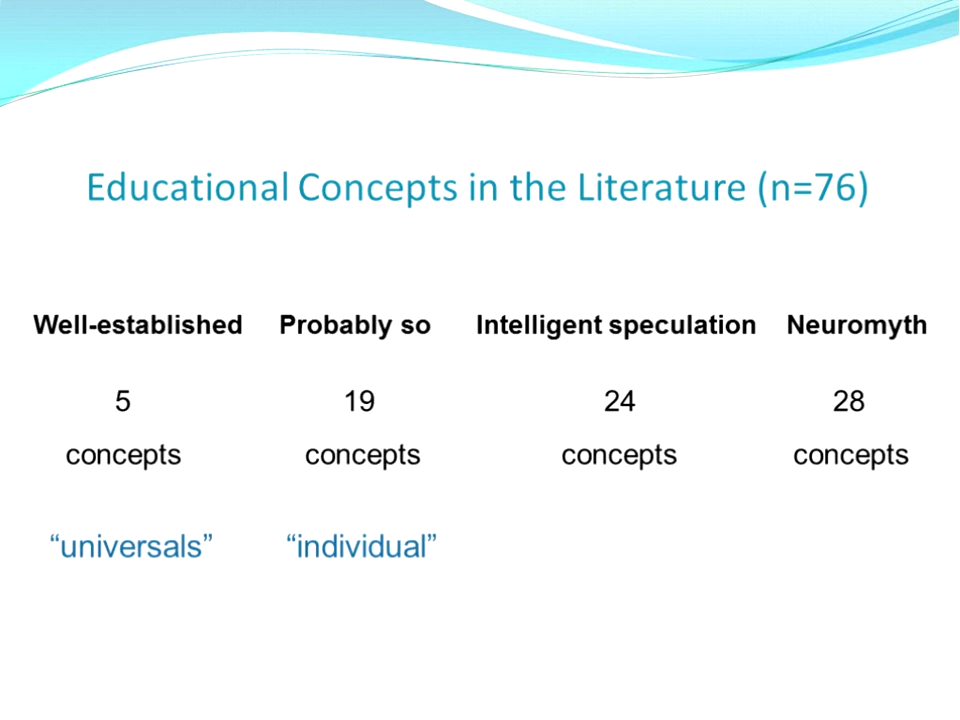 Educational Concepts in the Literature (n=76)
Well-established Probably so Intelligent speculation Neuromyth
5 19 24 28
concepts concepts concepts concepts
“universals” “individual”